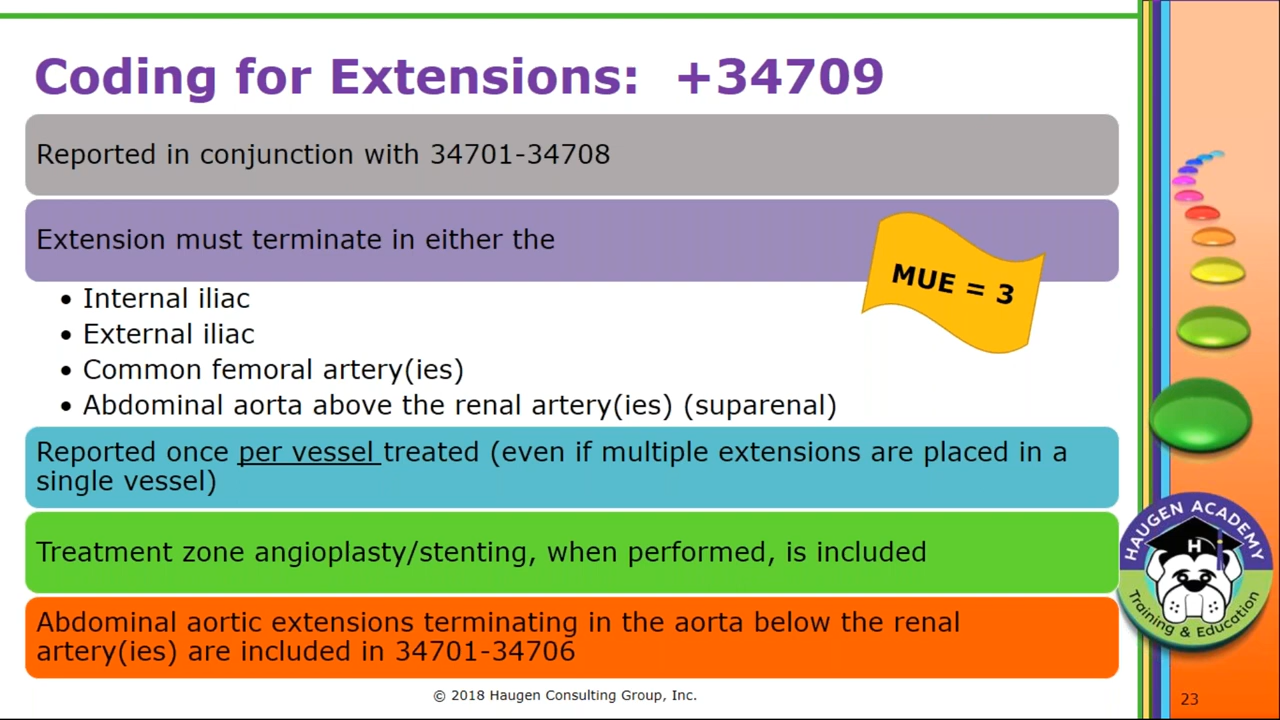 Coding for Extensions: +34709
Reported in conjunction with 34701-34708
Extension must terminate in either the
MUE = 3
• Internal iliac
• External iliac
• Common femoral artery(ies)
• Abdominal aorta above the renal artery(ies) (suparenal)
Reported once per vessel treated (even if multiple extensions are placed in a
single vessel)
Treatment zone angioplasty/stenting, when performed, is included
Abdominal aortic extensions terminating in the aorta below the renal
artery(ies) are included in 34701-34706
HAUGEN ACADEMY
H
Training & Education
© 2018 Haugen Consulting Group, Inc.
23